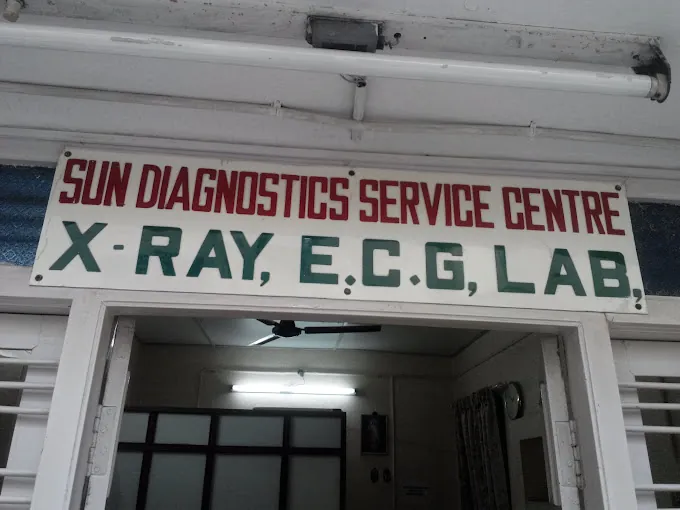 SUN DIAGNOSTICS SERVICE CENTRE
X-RAY, E.C.G, LAB,